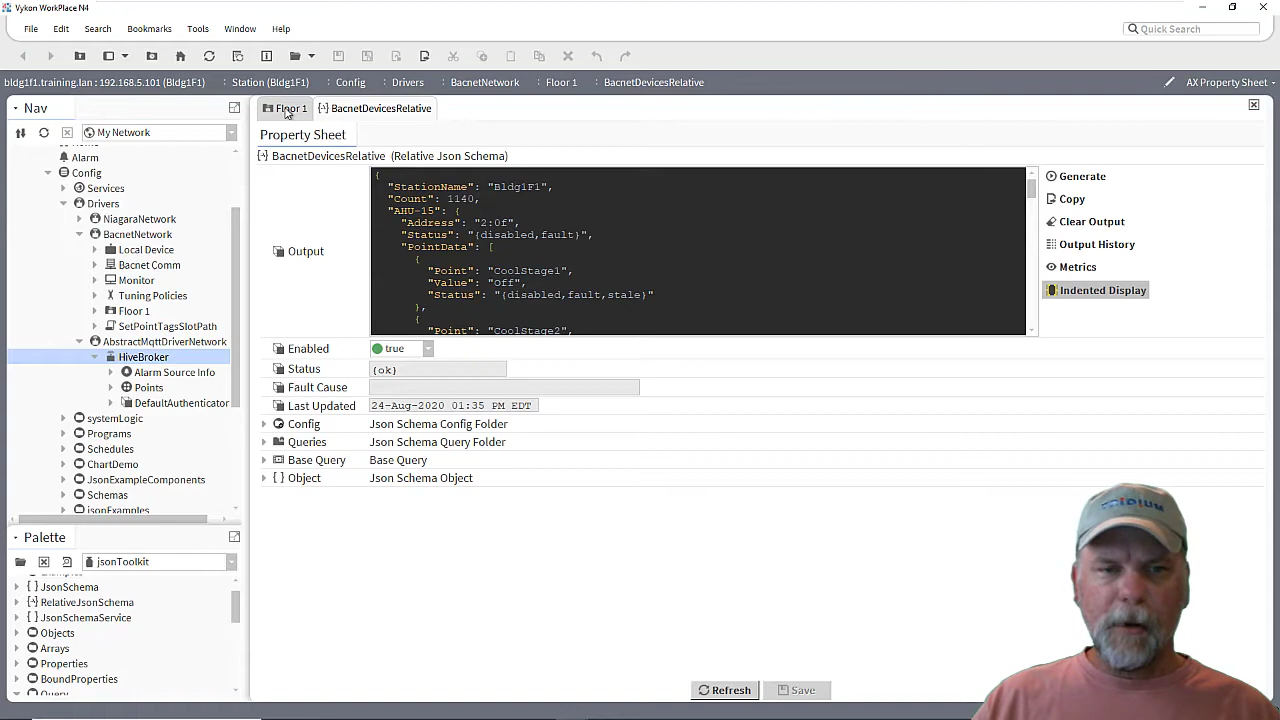 Vykon WorkPlace N4
File Edit Search Bookmarks Tools Window Help
Quick Search
bldg1f1.training.lan : 192.168.5.101 (Bldg1F1) Station (Bldg1F1) Config Drivers BacnetNetwork Floor 1 BacnetDevicesRelative AX Property Sheet
Nav
My Network
Alarm
Config
Services
Drivers
NiagaraNetwork
BacnetNetwork
Local Device
Bacnet Comm
Monitor
Tuning Policies
Floor 1
SetPointTagsSlotPath
AbstractMqttDriverNetwork
HiveBroker
Alarm Source Info
Points
DefaultAuthenticator
systemLogic
Programs
Schedules
ChartDemo
JsonExampleComponents
Schemas
jsonExamples
Palette
jsonToolkit
JsonSchema
RelativeJsonSchema
JsonSchemaService
Objects
Arrays
Properties
BoundProperties
Query
Floor 1 BacnetDevicesRelative
Property Sheet
BacnetDevicesRelative (Relative Json Schema)
Output
{
"StationName": "Bldg1F1",
"Count": 1140,
"AHU-15": {
"Address": "2:0f",
"Status": "{disabled,fault}",
"PointData": [
{
"Point": "CoolStage1",
"Value": "Off",
"Status": "{disabled,fault,stale}"
},
{
"Point": "CoolStage2",
Generate
Copy
Clear Output
Output History
Metrics
Indented Display
Enabled true
Status {ok}
Fault Cause
Last Updated 24-Aug-2020 01:35 PM EDT
Config Json Schema Config Folder
Queries Json Schema Query Folder
Base Query Base Query
Object Json Schema Object
Refresh Save